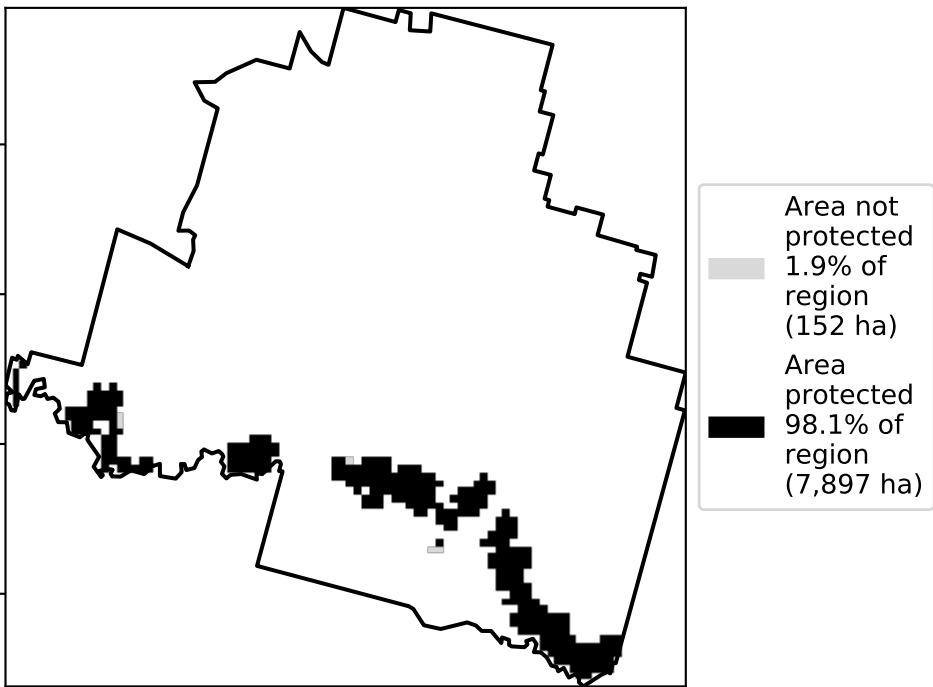 Area not
protected
1.9% of
region
(152 ha)
Area
protected
98.1% of
region
(7,897 ha)